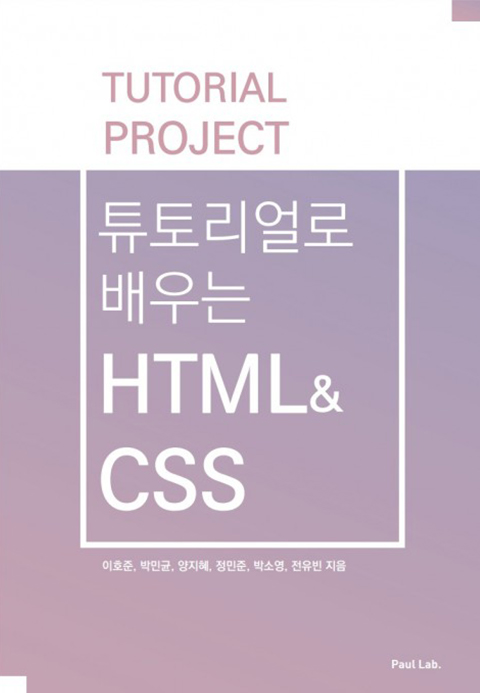 TUTORIAL
PROJECT
튜토리얼로
배우는
HTML&
CSS
이호준, 박민균, 양지혜, 정민준, 박소영, 전유빈 지음
Paul Lab.